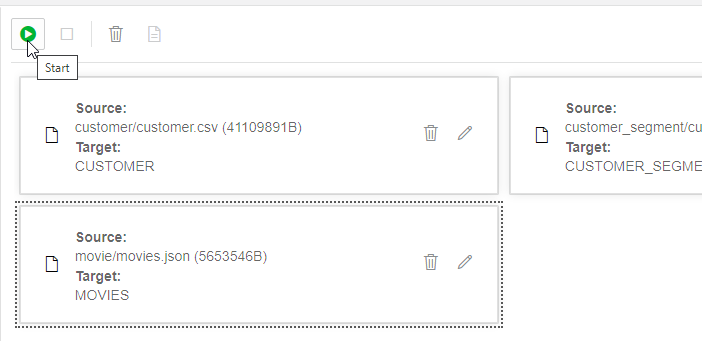 Start
Source:
customer/customer.csv (41109891B)
Target:
CUSTOMER
Source:
customer_segment/cu
Target:
CUSTOMER_SEGME
Source:
movie/movies.json (5653546B)
Target:
MOVIES